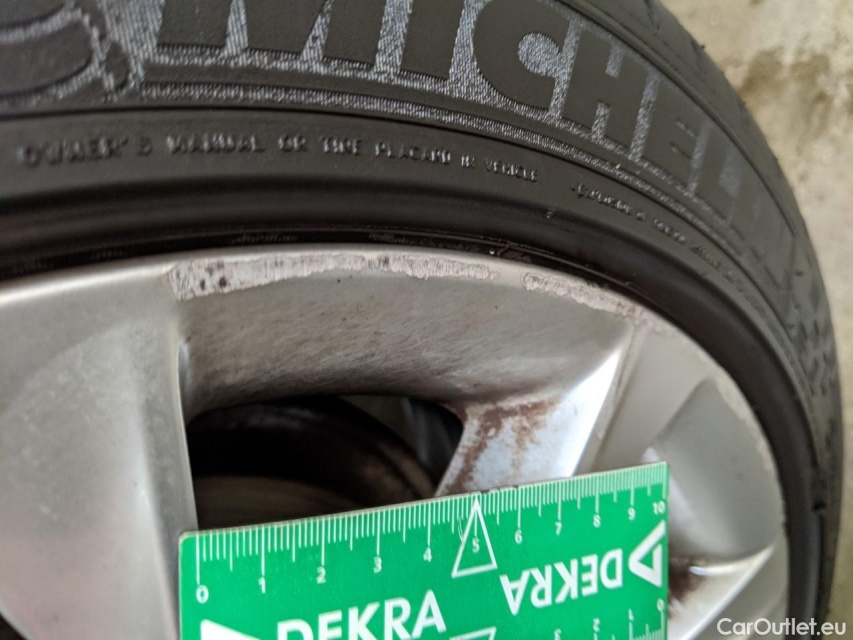 MICHELIN
OWNER'S MANUAL OR TIRE PLACARD IN VEHICLE
0 1 2 3 4 5 6 7 8 9 10
DEKRA
DEKRA
CarOutlet.eu